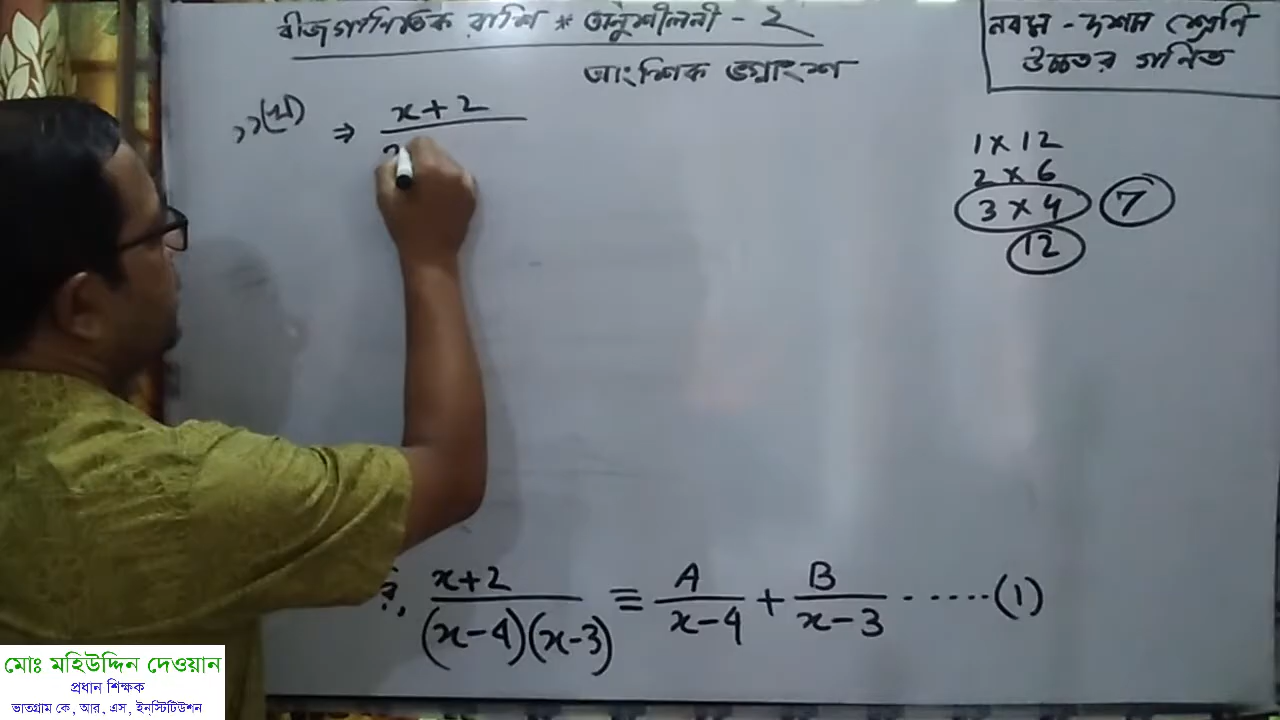 বীজগাণিতিক রাশি * অনুশীলনী - ২
আংশিক ভগ্নাংশ
নবম - দশম শ্রেণি
উচ্চতর গণিত
১১(খ) ⇒ x+2
1 × 12
2 × 6
3 × 4 7
12
র, x+2/(x-4)(x-3) ≡ A/x-4 + B/x-3 ......(1)
মোঃ মহিউদ্দিন দেওয়ান
প্রধান শিক্ষক
ভাতগ্রাম কে, আর, এস, ইনস্টিটিউশন